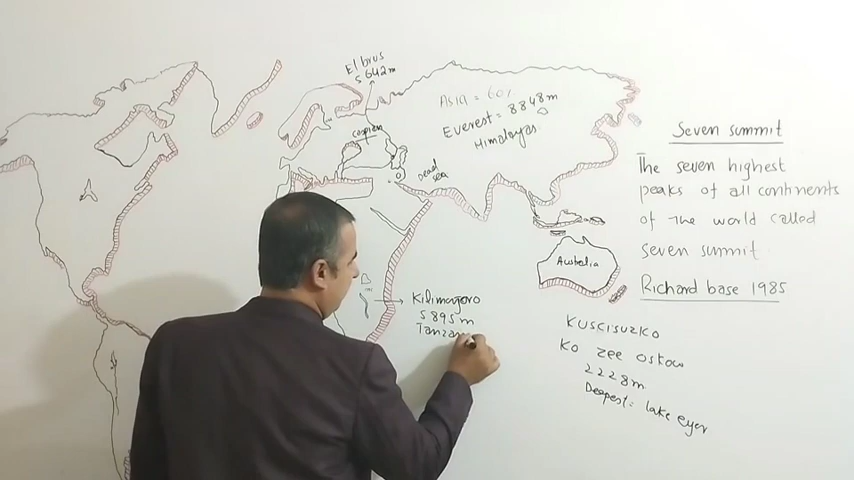 Elbrus
5642m
Asia = 60%
Everest = 8848m
Himalayas
caspian
Dead
sea
Seven summit
The seven highest
peaks of all continents
of the world called
seven summit
Richard base 1985
Australia
Kilimanjaro
5895m
Tanzan
KUSCISUZKO
Ko zee oskow
2228m
Deepest = lake eyer